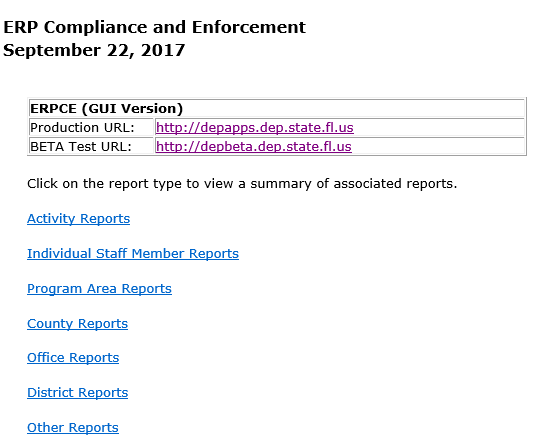 ERP Compliance and Enforcement
September 22, 2017
ERPCE (GUI Version)
Production URL: http://depapps.dep.state.fl.us
BETA Test URL: http://depbeta.dep.state.fl.us
Click on the report type to view a summary of associated reports.
Activity Reports
Individual Staff Member Reports
Program Area Reports
County Reports
Office Reports
District Reports
Other Reports